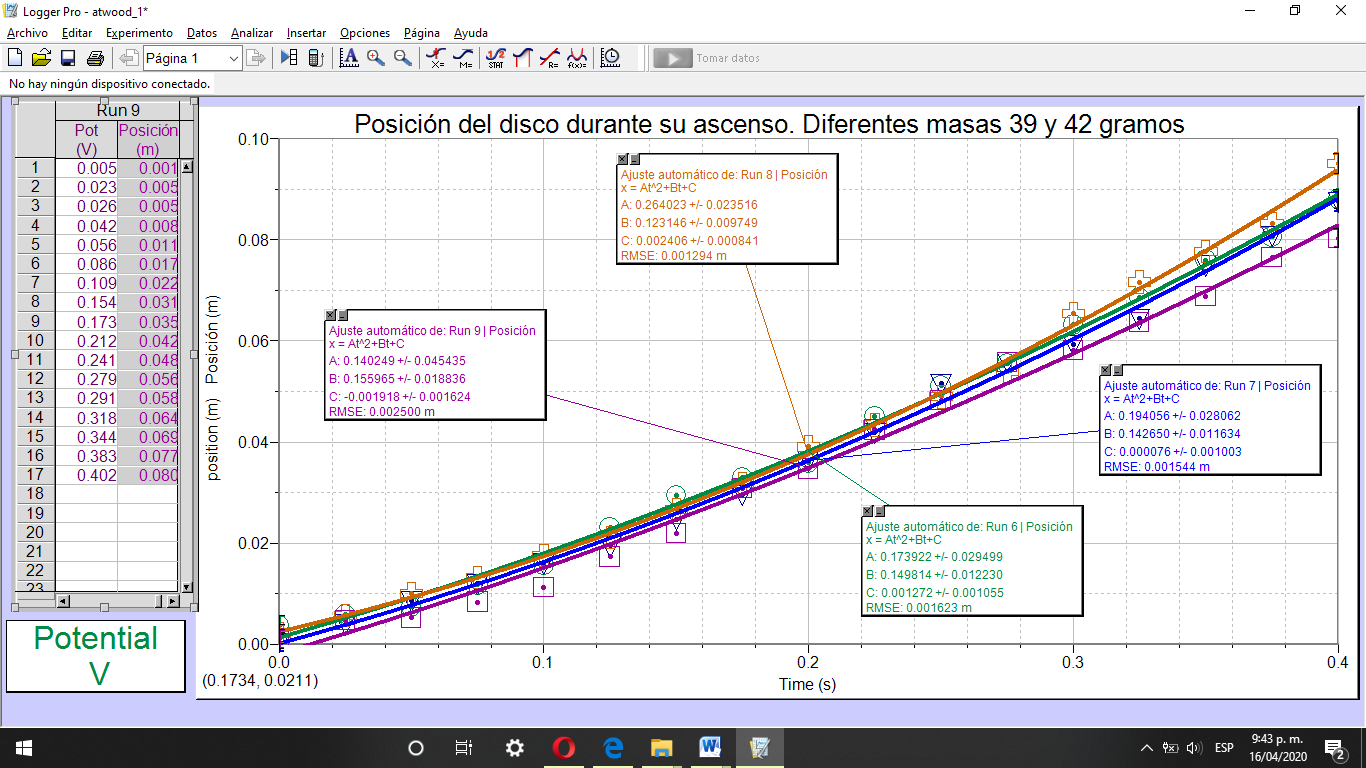 Logger Pro - atwood_1*
Archivo Editar Experimento Datos Analizar Insertar Opciones Página Ayuda
Página 1
X= M= STAT R= f(x)=
Tomar datos
No hay ningún dispositivo conectado.
Run 9
Pot Posición
(V) (m)
1 0.005 0.001
2 0.023 0.005
3 0.026 0.005
4 0.042 0.008
5 0.056 0.011
6 0.086 0.017
7 0.109 0.022
8 0.154 0.031
9 0.173 0.035
10 0.212 0.042
11 0.241 0.048
12 0.279 0.056
13 0.291 0.058
14 0.318 0.064
15 0.344 0.069
16 0.383 0.077
17 0.402 0.080
18
19
20
21
22
23
Potential
V
Posición del disco durante su ascenso. Diferentes masas 39 y 42 gramos
position (m) Posición (m)
0.10
0.08
0.06
0.04
0.02
0.00
Ajuste automático de: Run 8 | Posición
x = At^2+Bt+C
A: 0.264023 +/- 0.023516
B: 0.123146 +/- 0.009749
C: 0.002406 +/- 0.000841
RMSE: 0.001294 m
Ajuste automático de: Run 9 | Posición
x = At^2+Bt+C
A: 0.140249 +/- 0.045435
B: 0.155965 +/- 0.018836
C: -0.001918 +/- 0.001624
RMSE: 0.002500 m
Ajuste automático de: Run 7 | Posición
x = At^2+Bt+C
A: 0.194056 +/- 0.028062
B: 0.142650 +/- 0.011634
C: 0.000076 +/- 0.001003
RMSE: 0.001544 m
Ajuste automático de: Run 6 | Posición
x = At^2+Bt+C
A: 0.173922 +/- 0.029499
B: 0.149814 +/- 0.012230
C: 0.001272 +/- 0.001055
RMSE: 0.001623 m
0.0 0.1 0.2 0.3 0.4
(0.1734, 0.0211)
Time (s)
ESP
9:43 p. m.
16/04/2020
2